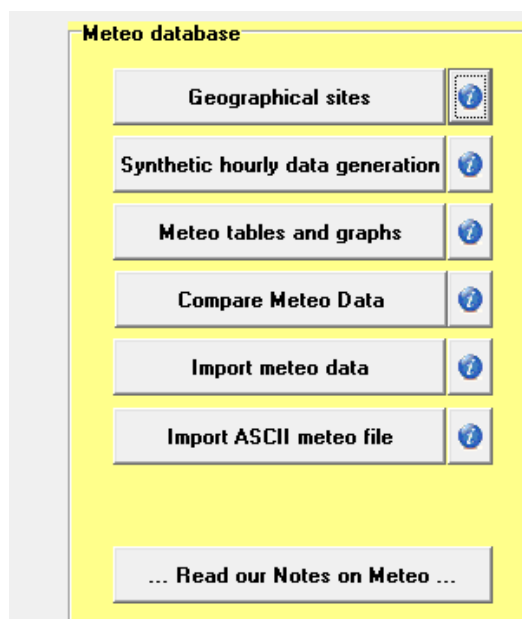 Meteo database
Geographical sites
Synthetic hourly data generation
Meteo tables and graphs
Compare Meteo Data
Import meteo data
Import ASCII meteo file
... Read our Notes on Meteo ...